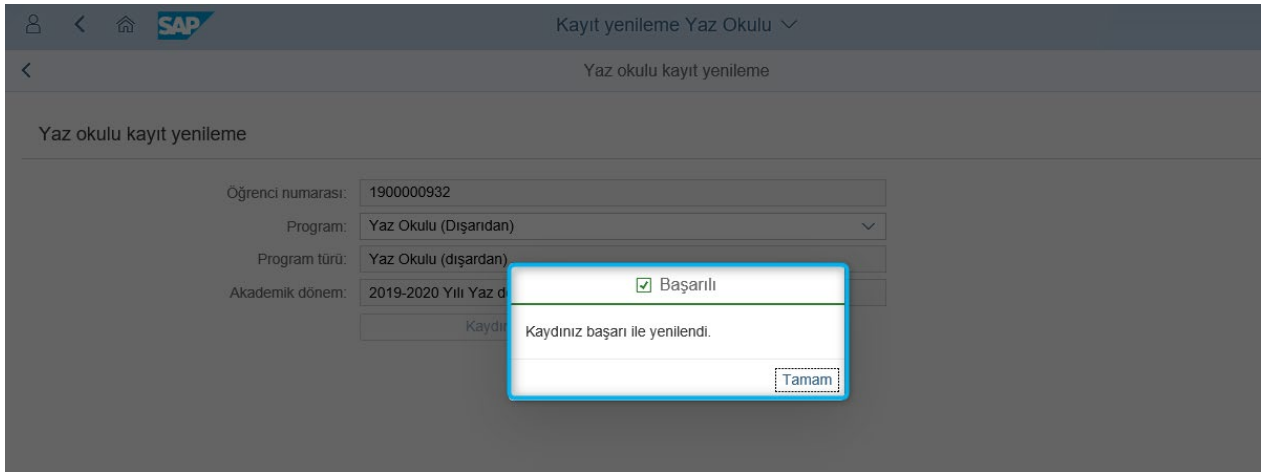 SAP
Kayıt yenileme Yaz Okulu
Yaz okulu kayıt yenileme
Yaz okulu kayıt yenileme
Öğrenci numarası: 1900000932
Program: Yaz Okulu (Dışarıdan)
Program türü: Yaz Okulu (dışardan)
Akademik dönem: 2019-2020 Yılı Yaz
Başarılı
Kaydınız başarı ile yenilendi.
Tamam